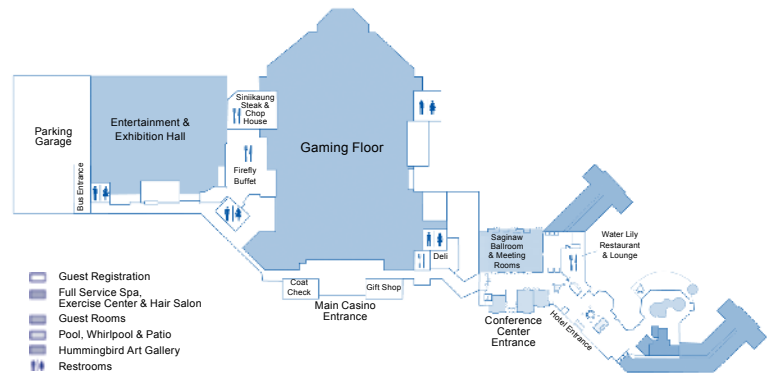 Siniikaung
Steak &
Chop
House
Entertainment &
Exhibition Hall
Parking
Garage
Gaming Floor
Firefly
Buffet
Bus Entrance
Saginaw
Ballroom
& Meeting
Rooms
Water Lily
Restaurant
& Lounge
Deli
Coat
Check
Gift Shop
Main Casino
Entrance
Conference
Center
Entrance
Hotel Entrance
Guest Registration
Full Service Spa,
Exercise Center & Hair Salon
Guest Rooms
Pool, Whirlpool & Patio
Hummingbird Art Gallery
Restrooms